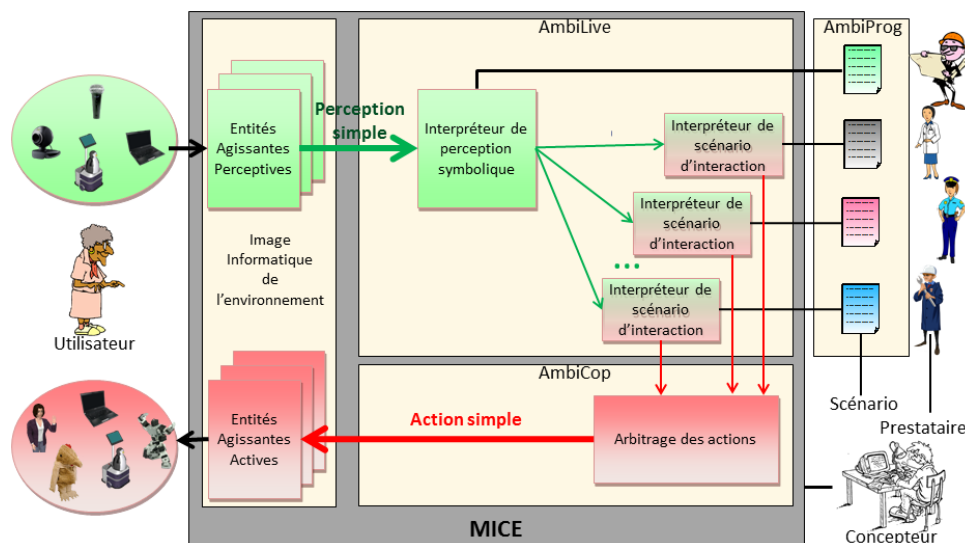 AmbiLive
AmbiProg
Entités
Agissantes
Perceptives
Perception
simple
Interpréteur de
perception
symbolique
Interpréteur de
scénario
d'interaction
Interpréteur de
scénario
d'interaction
...
Interpréteur de
scénario
d'interaction
Image
Informatique
de
l'environnement
Utilisateur
AmbiCop
Entités
Agissantes
Actives
Action simple
Arbitrage des actions
Scénario
Prestataire
Concepteur
MICE